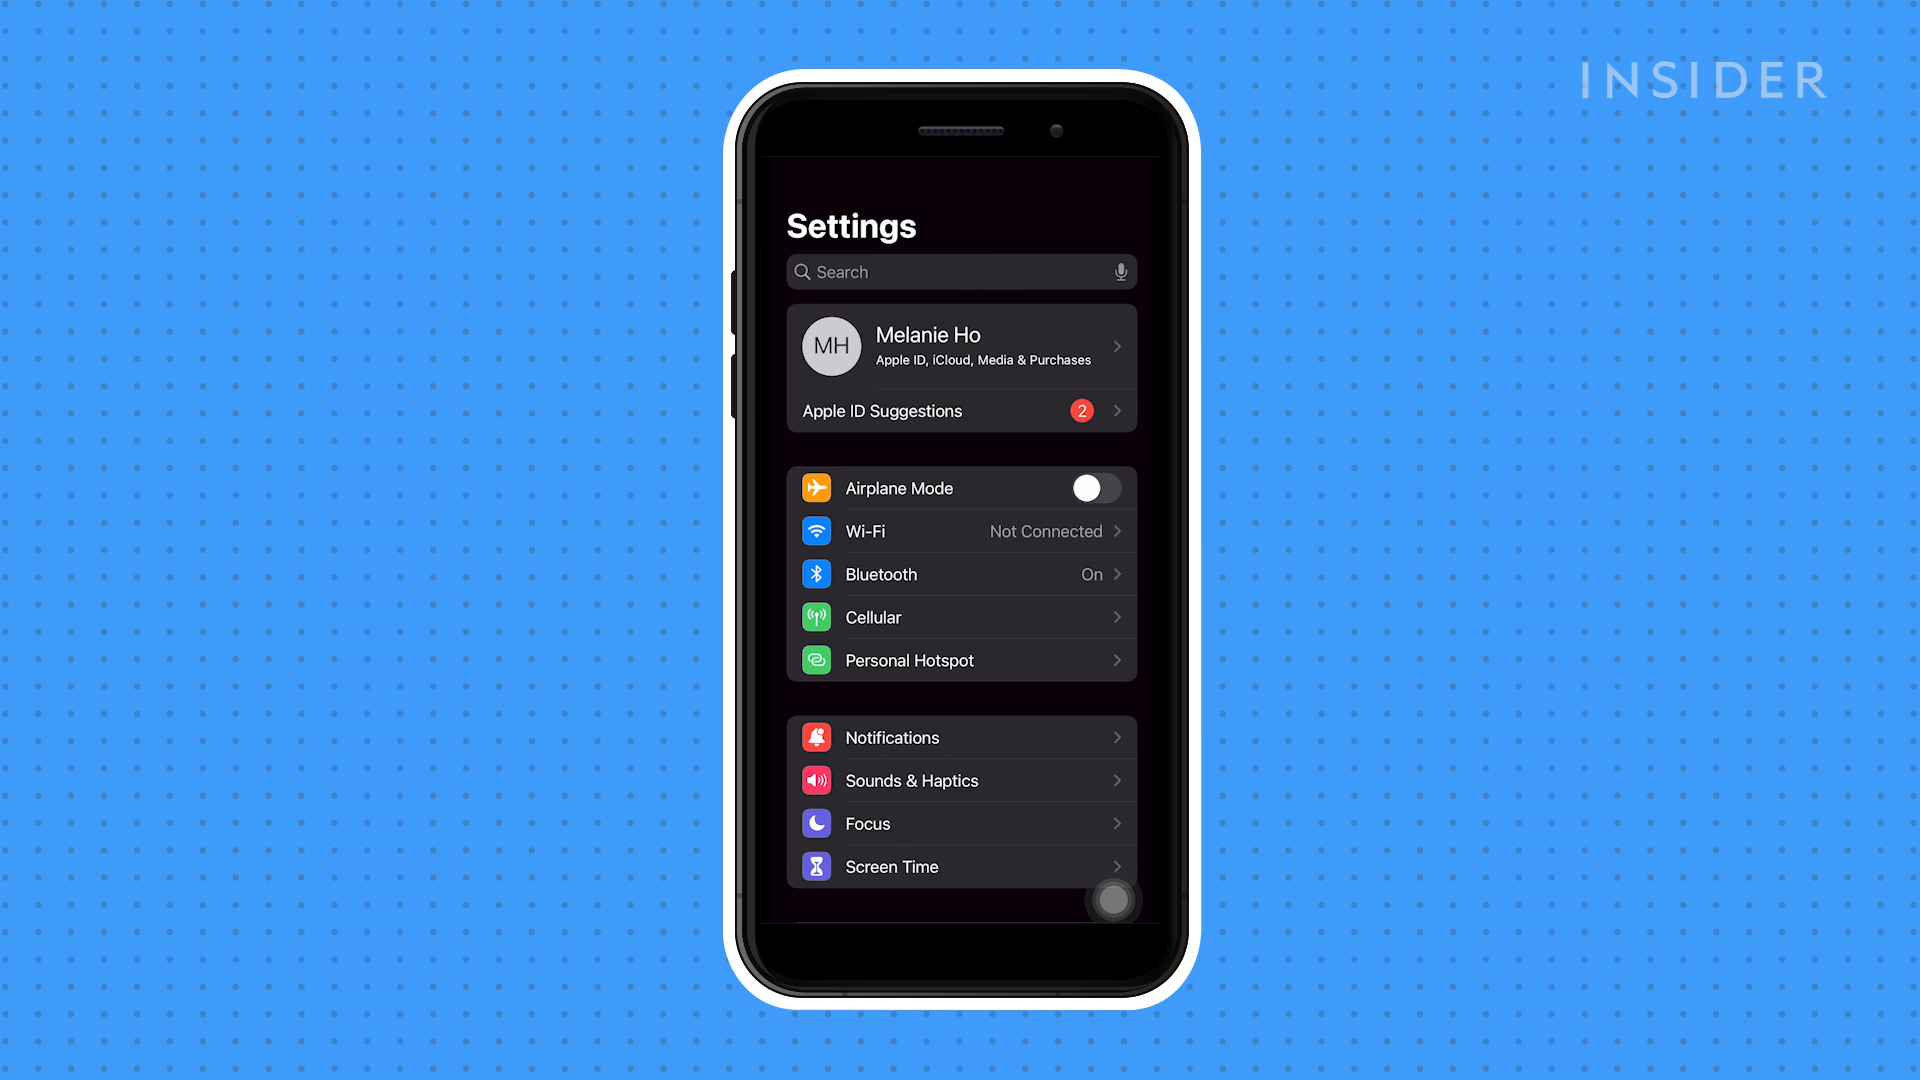 INSIDER
Settings
Search
MH
Melanie Ho
Apple ID, iCloud, Media & Purchases
Apple ID Suggestions 2
Airplane Mode
Wi-Fi Not Connected
Bluetooth On
Cellular
Personal Hotspot
Notifications
Sounds & Haptics
Focus
Screen Time